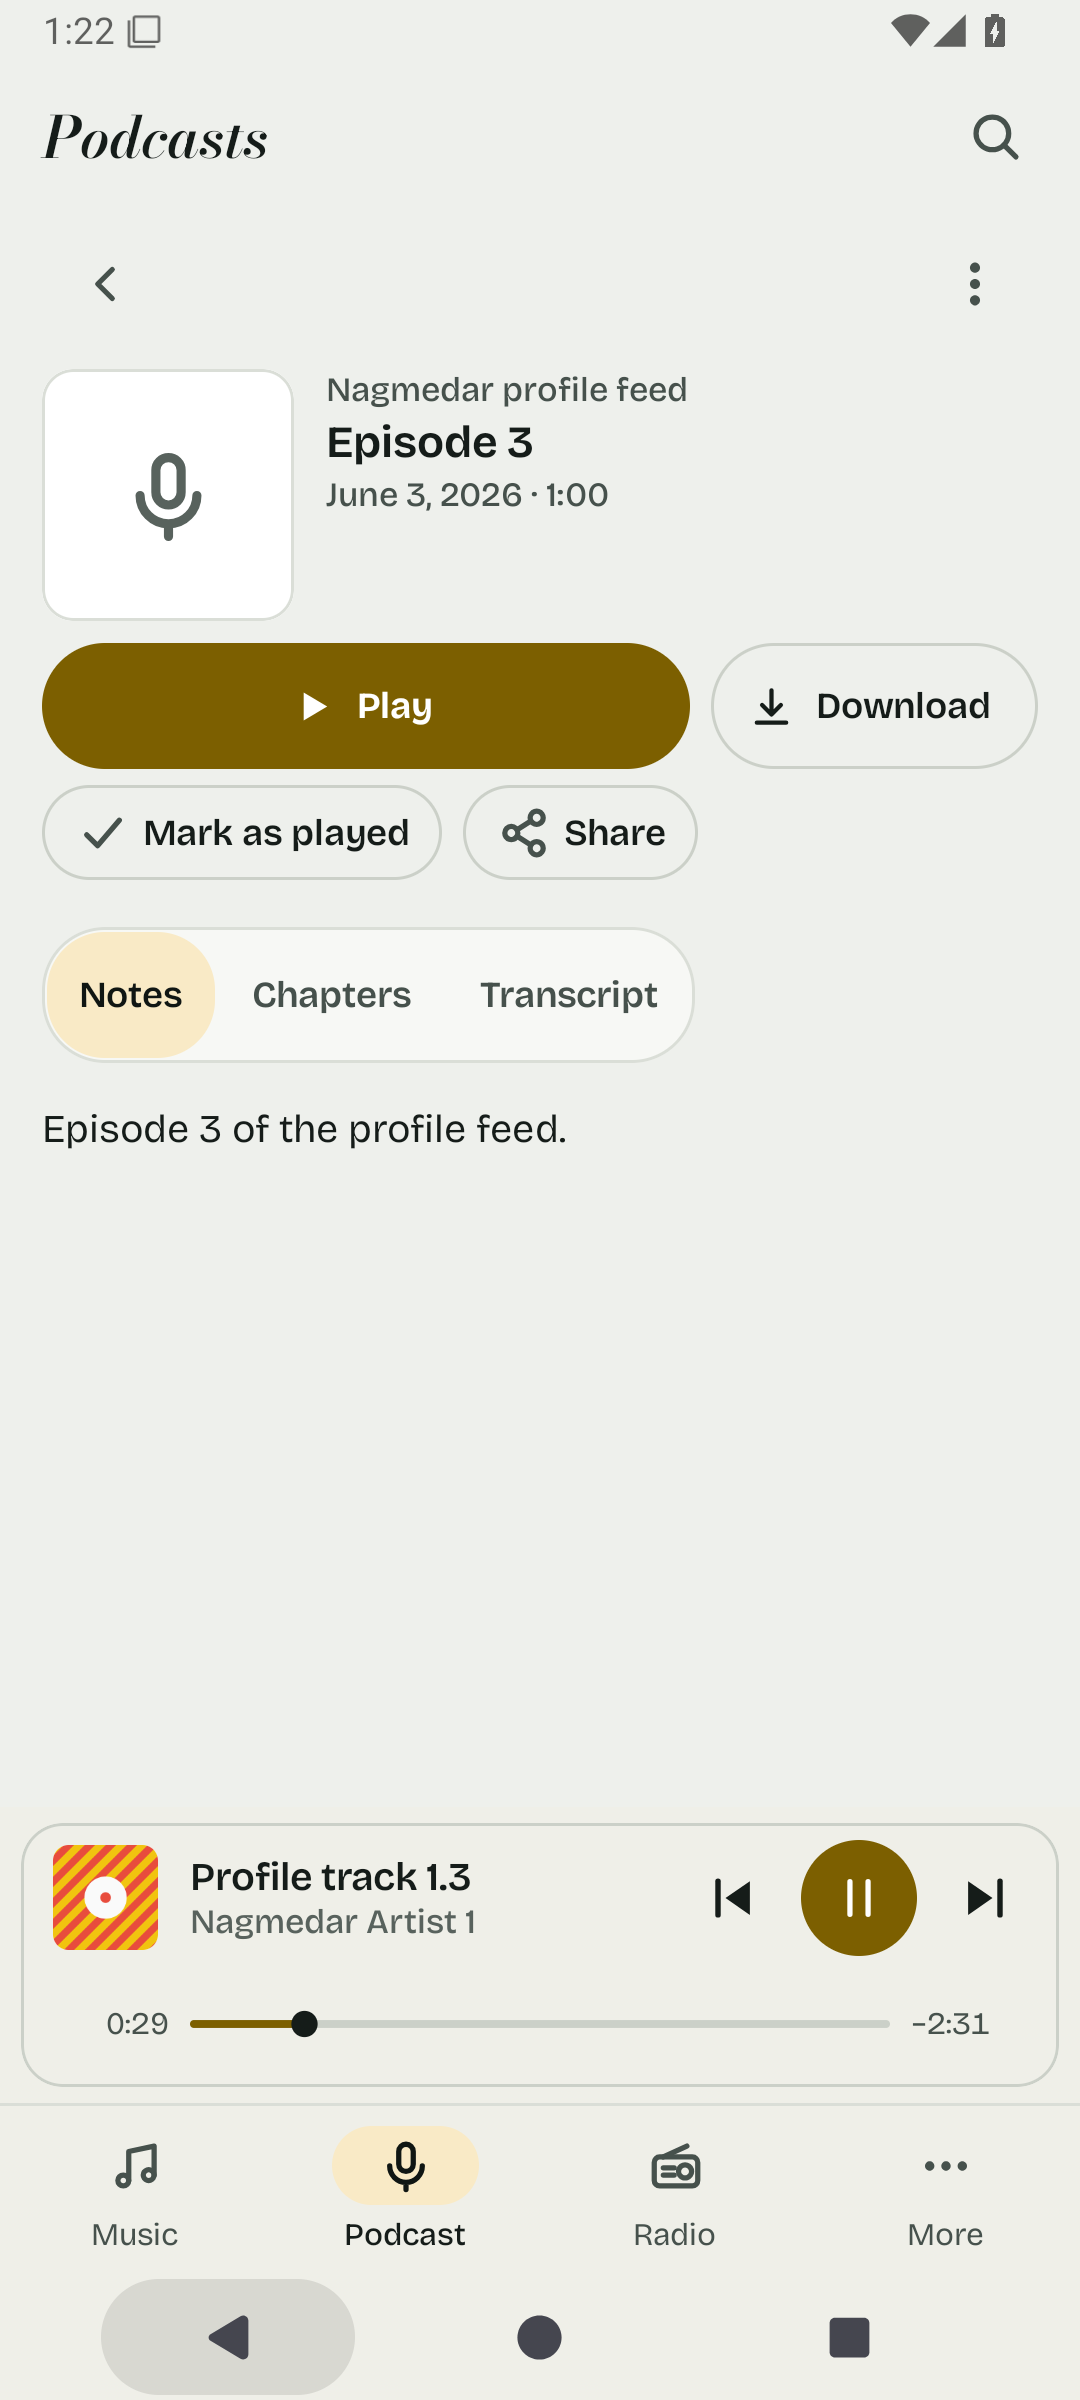 1:22
Podcasts
Nagmedar profile feed
Episode 3
June 3, 2026 · 1:00
Play
Download
Mark as played
Share
Notes
Chapters
Transcript
Episode 3 of the profile feed.
Profile track 1.3
Nagmedar Artist 1
0:29
-2:31
Music
Podcast
Radio
More